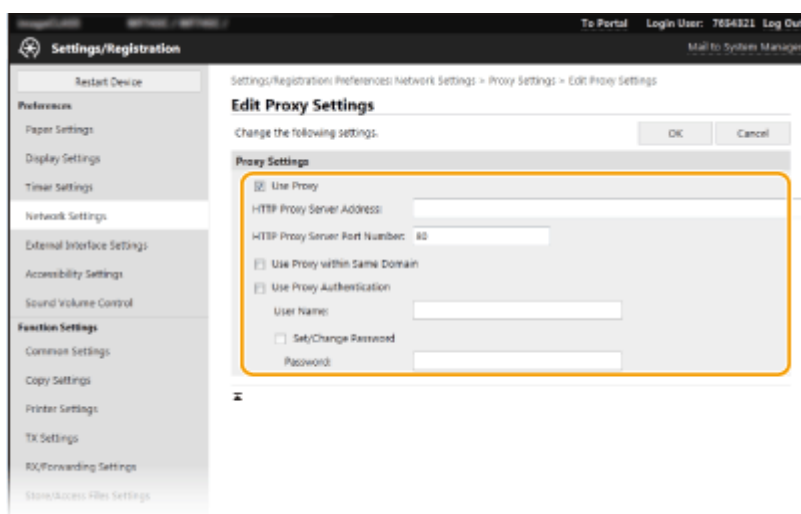 To Portal Login User: 7654321 Log Out
Settings/Registration
Mail to System Manager
Restart Device
Settings/Registration: Preferences: Network Settings > Proxy Settings > Edit Proxy Settings
Preferences
Edit Proxy Settings
Paper Settings
Change the following settings.
OK
Cancel
Display Settings
Proxy Settings
Timer Settings
Use Proxy
Network Settings
HTTP Proxy Server Address:
HTTP Proxy Server Port Number: 80
External Interface Settings
Use Proxy within Same Domain
Accessibility Settings
Use Proxy Authentication
Sound Volume Control
User Name:
Function Settings
Set/Change Password
Common Settings
Password:
Copy Settings
Printer Settings
TX Settings
RX/Forwarding Settings
Store/Access Files Settings